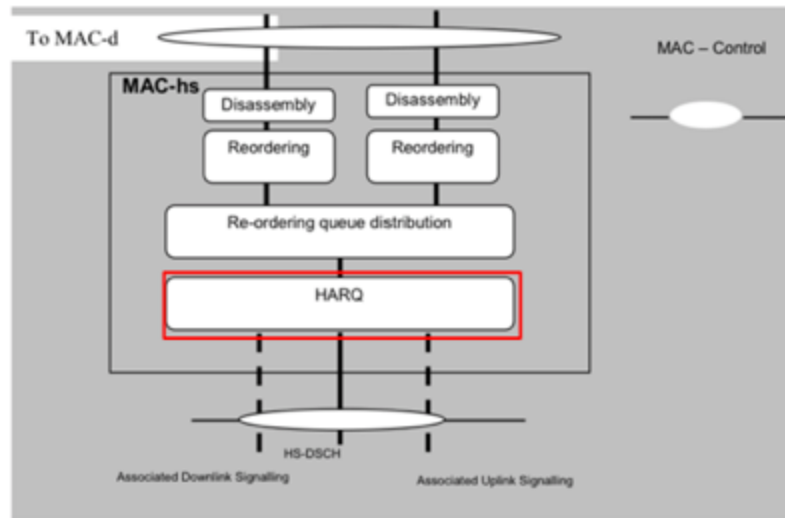 To MAC-d
MAC – Control
MAC-hs
Disassembly
Disassembly
Reordering
Reordering
Re-ordering queue distribution
HARQ
HS-DSCH
Associated Downlink Signalling
Associated Uplink Signalling